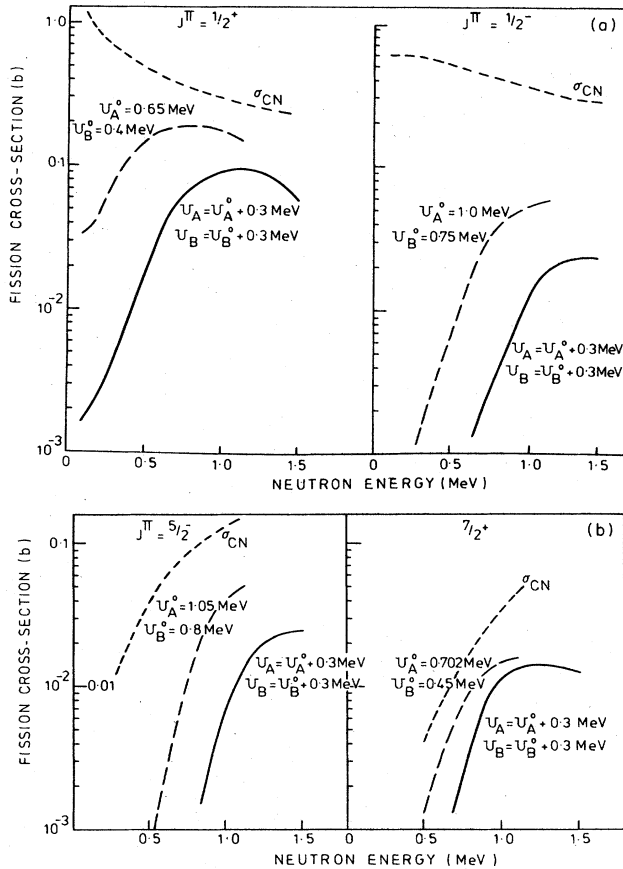 J^π = 1/2⁺
J^π = 1/2⁻
(a)
FISSION CROSS-SECTION (b)
1.0
0.1
10⁻²
10⁻³
σ_CN
σ_CN
U_A° = 0·65 MeV
U_B° = 0·4 MeV
U_A = U_A° + 0·3 MeV
U_B = U_B° + 0·3 MeV
U_A° = 1·0 MeV
U_B° = 0·75 MeV
U_A = U_A° + 0·3 MeV
U_B = U_B° + 0·3 MeV
0 0·5 1·0 1·5 0 0·5 1·0 1·5
NEUTRON ENERGY (MeV)
J^π = 5/2⁻
7/2⁺
(b)
FISSION CROSS-SECTION (b)
0·1
10⁻²
10⁻³
0.01
σ_CN
σ_CN
U_A° = 1·05 MeV
U_B° = 0·8 MeV
U_A = U_A° + 0·3 MeV
U_B = U_B° + 0·3 MeV
U_A° = 0·702 MeV
U_B° = 0·45 MeV
U_A = U_A° + 0·3 MeV
U_B = U_B° + 0·3 MeV
0 0·5 1·0 1·5 0 0·5 1·0 1·5
NEUTRON ENERGY (MeV)